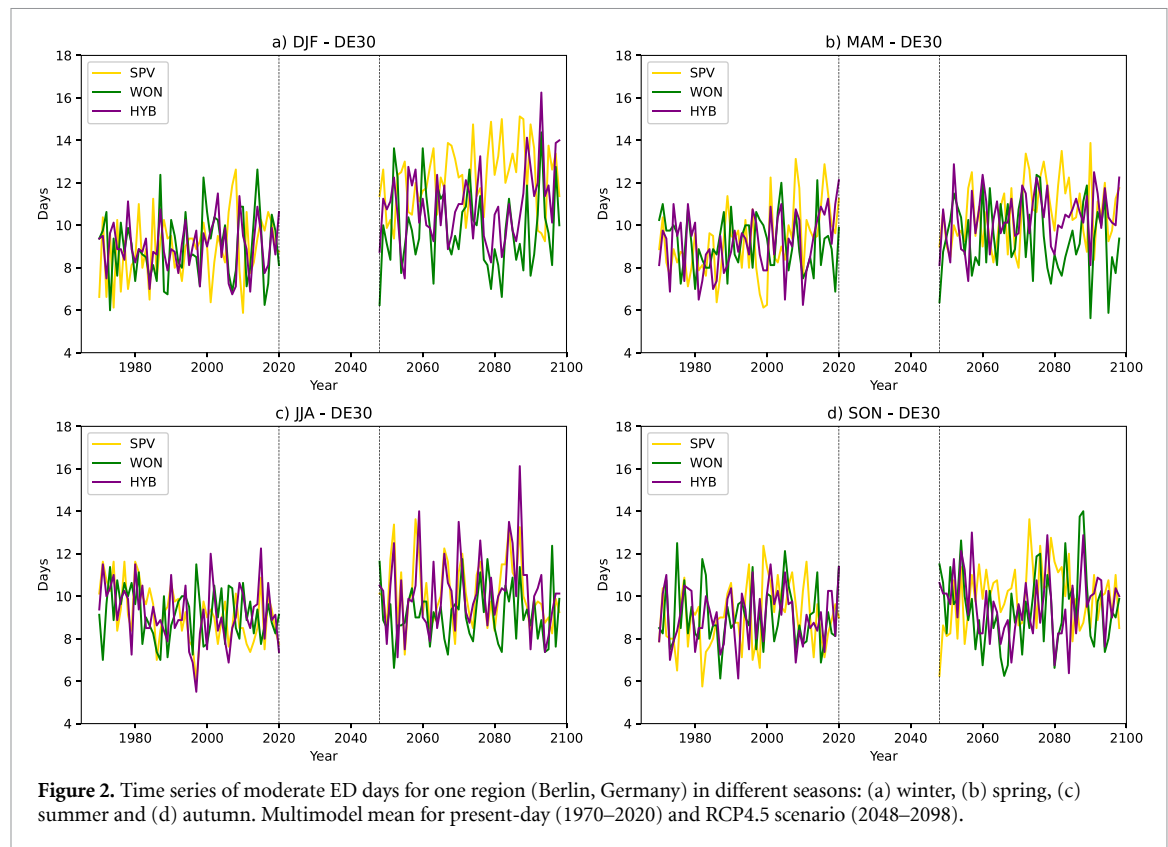 a) DJF - DE30
18
16
14
12
10
8
6
4
Days
SPV
WON
HYB
1980
2000
2020
2040
2060
2080
2100
Year
b) MAM - DE30
18
16
14
12
10
8
6
4
Days
SPV
WON
HYB
1980
2000
2020
2040
2060
2080
2100
Year
c) JJA - DE30
18
16
14
12
10
8
6
4
Days
SPV
WON
HYB
1980
2000
2020
2040
2060
2080
2100
Year
d) SON - DE30
18
16
14
12
10
8
6
4
Days
SPV
WON
HYB
1980
2000
2020
2040
2060
2080
2100
Year
Figure 2. Time series of moderate ED days for one region (Berlin, Germany) in different seasons: (a) winter, (b) spring, (c)
summer and (d) autumn. Multimodel mean for present-day (1970–2020) and RCP4.5 scenario (2048–2098).